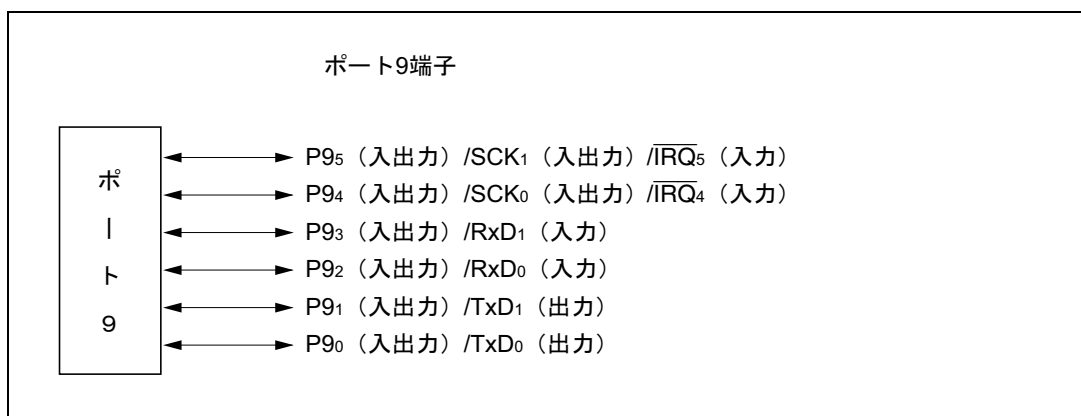 ポート9端子
ポート9
P9₅（入出力）/SCK₁（入出力）/I̅R̅Q̅₅（入力）
P9₄（入出力）/SCK₀（入出力）/I̅R̅Q̅₄（入力）
P9₃（入出力）/RxD₁（入力）
P9₂（入出力）/RxD₀（入力）
P9₁（入出力）/TxD₁（出力）
P9₀（入出力）/TxD₀（出力）